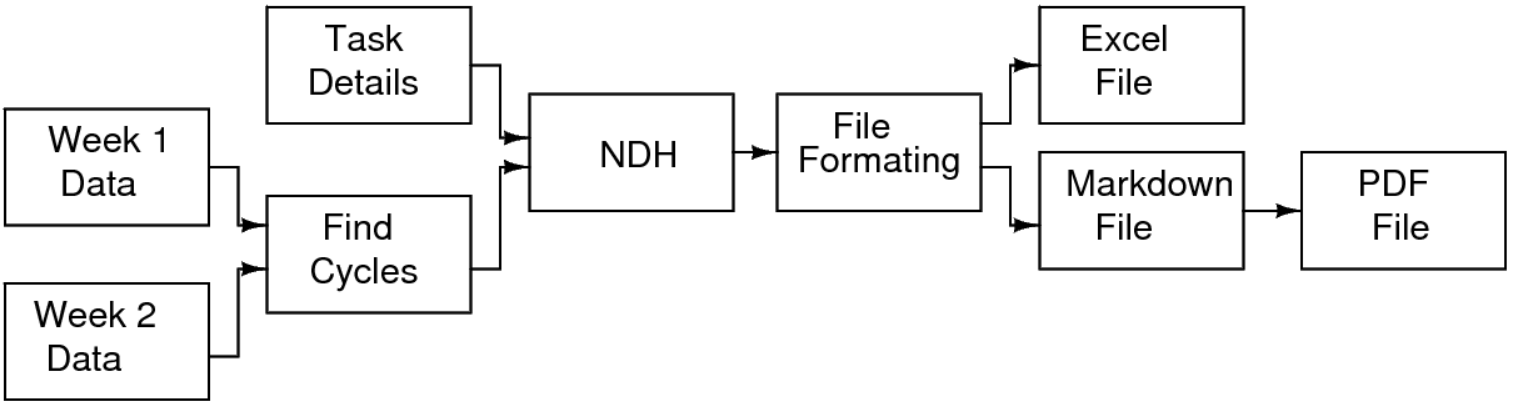 Task
Details
Week 1
Data
Find
Cycles
Week 2
Data
NDH
File
Formating
Excel
File
Markdown
File
PDF
File